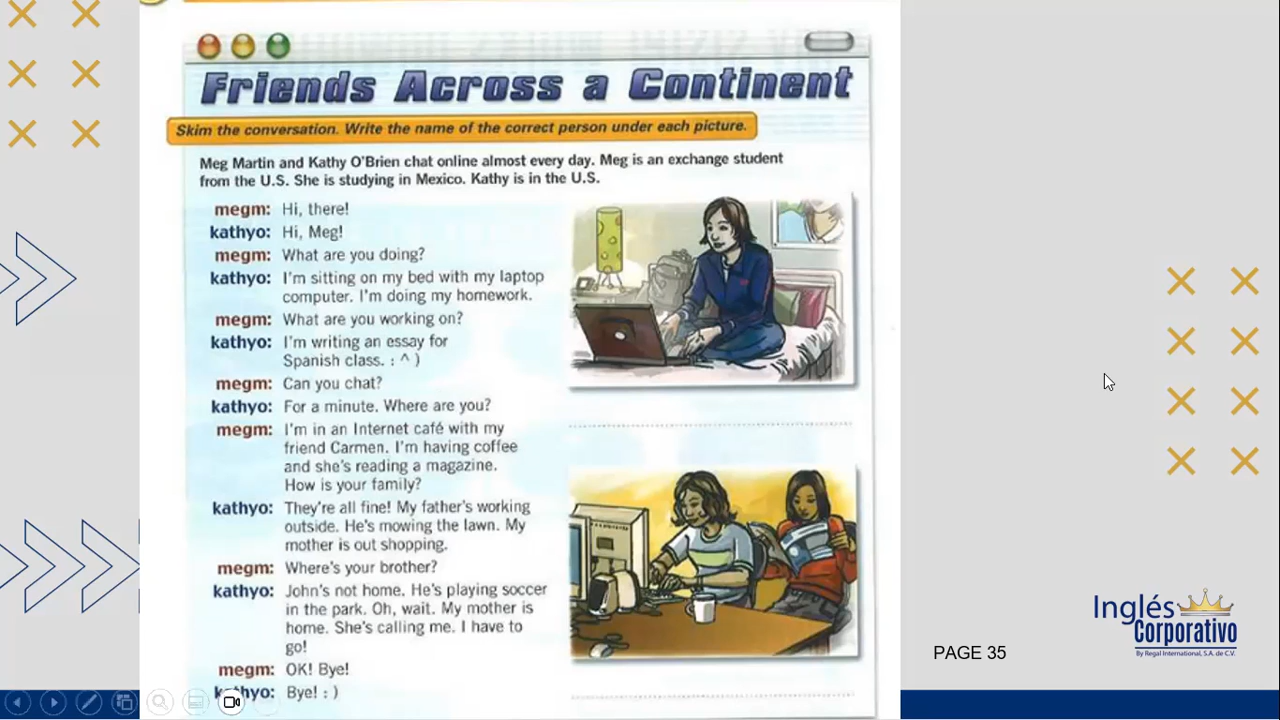 Friends Across a Continent
Skim the conversation. Write the name of the correct person under each picture.
Meg Martin and Kathy O'Brien chat online almost every day. Meg is an exchange student
from the U.S. She is studying in Mexico. Kathy is in the U.S.
megm: Hi, there!
kathyo: Hi, Meg!
megm: What are you doing?
kathyo: I'm sitting on my bed with my laptop
computer. I'm doing my homework.
megm: What are you working on?
kathyo: I'm writing an essay for
Spanish class. : ^ )
megm: Can you chat?
kathyo: For a minute. Where are you?
megm: I'm in an Internet café with my
friend Carmen. I'm having coffee
and she's reading a magazine.
How is your family?
kathyo: They're all fine! My father's working
outside. He's mowing the lawn. My
mother is out shopping.
megm: Where's your brother?
kathyo: John's not home. He's playing soccer
in the park. Oh, wait. My mother is
home. She's calling me. I have to
go!
megm: OK! Bye!
kathyo: Bye! : )
PAGE 35
Inglés
Corporativo
By Regal International, S.A. de C.V.